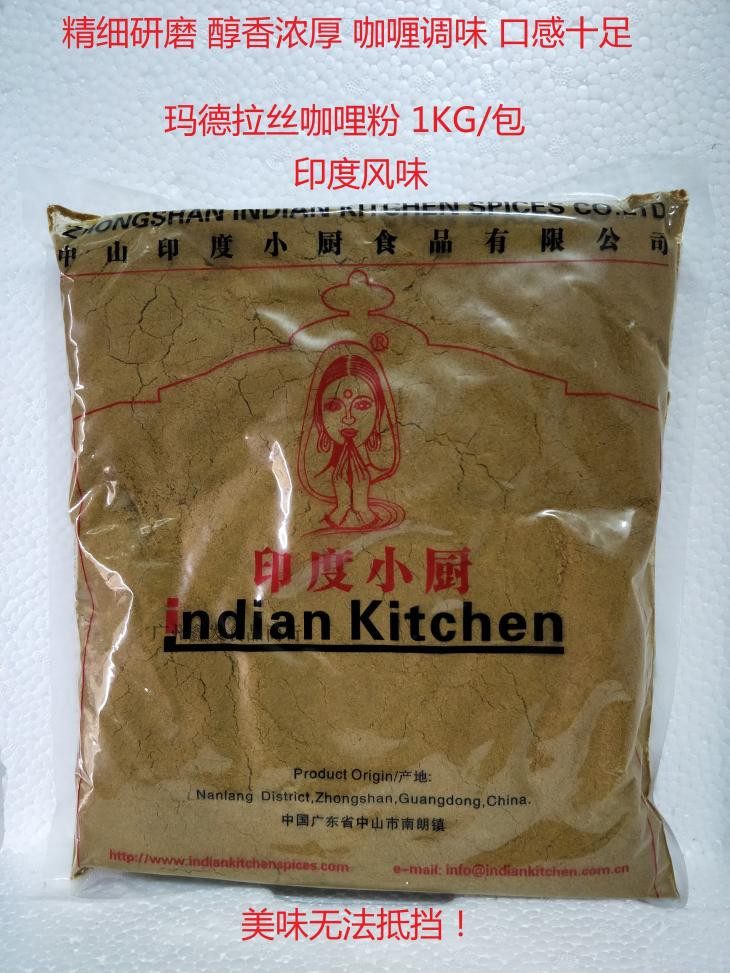 精细研磨 醇香浓厚 咖喱调味 口感十足
玛德拉丝咖哩粉 1KG/包
印度风味
ZHONGSHAN INDIAN KITCHEN SPICES CO.LTD
中山印度小厨食品有限公司
®
印度小厨
indian Kitchen
Product Origin/产地:
Nanlang District,Zhongshan,Guangdong,China.
中国广东省中山市南朗镇
http://www.indiankitchenspices.com e-mail: info@indiankitchen.com.cn
美味无法抵挡！